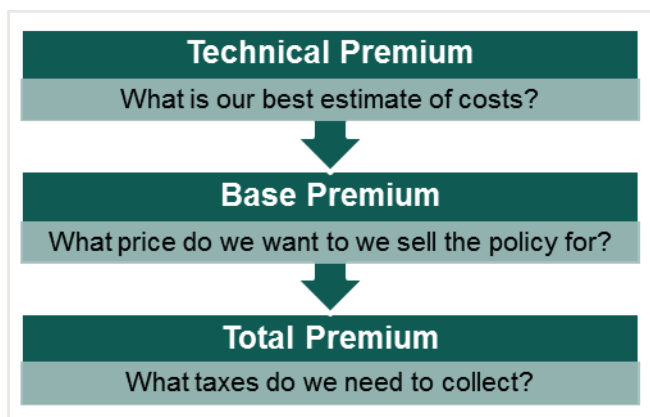 Technical Premium
What is our best estimate of costs?
Base Premium
What price do we want to we sell the policy for?
Total Premium
What taxes do we need to collect?